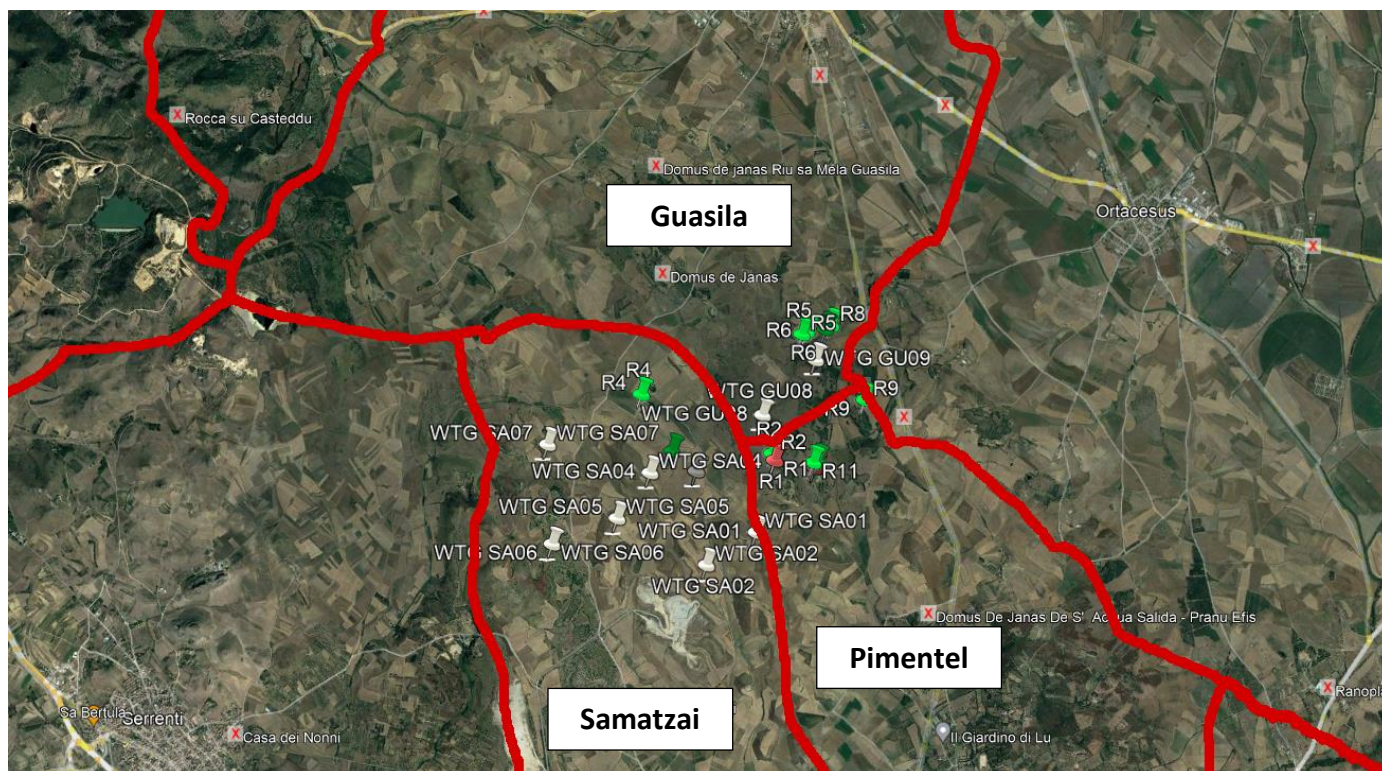 Rocca su Casteddu
Domus de janas Riu sa Mela Guasila
Guasila
Ortacesus
Domus de Janas
R5
R8
R6
R5
R6
WTG GU09
R4
R4
WTG GU08
R9
WTG GU08
R9
R2
WTG SA07
WTG SA07
R2
WTG SA04
WTG SA04
R1
R11
R1
WTG SA05
WTG SA05
WTG SA01
WTG SA01
WTG SA06
WTG SA06
WTG SA02
WTG SA02
Domus De Janas De S' Acqua Salida - Pranu Efis
Pimentel
Ranopla
Sa Bertula
Serrenti
Samatzai
Casa dei Nonni
Il Giardino di Lu